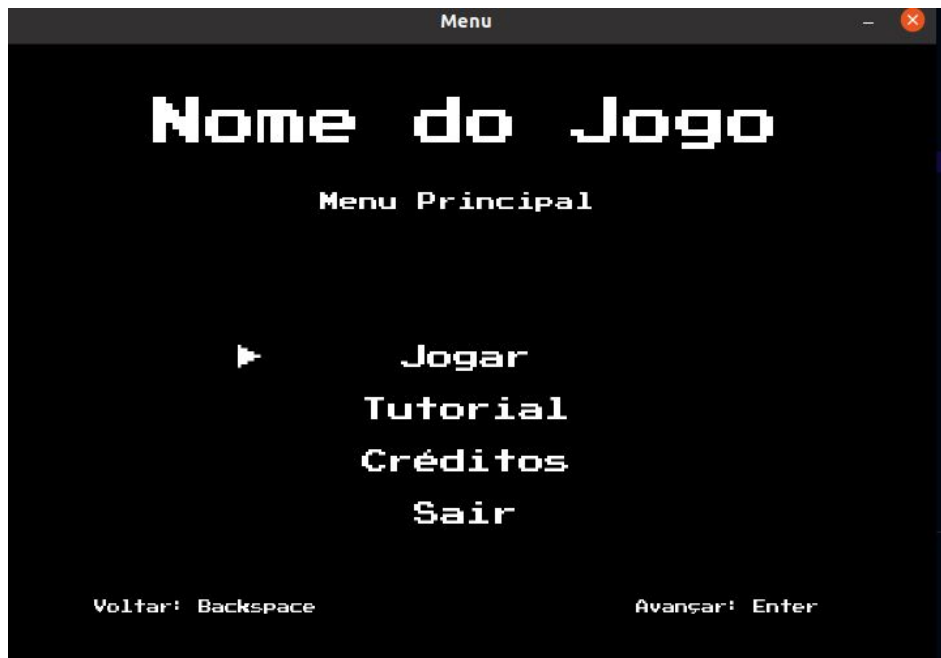 Menu
Nome do Jogo
Menu Principal
Jogar
Tutorial
Créditos
Sair
Voltar: Backspace Avançar: Enter